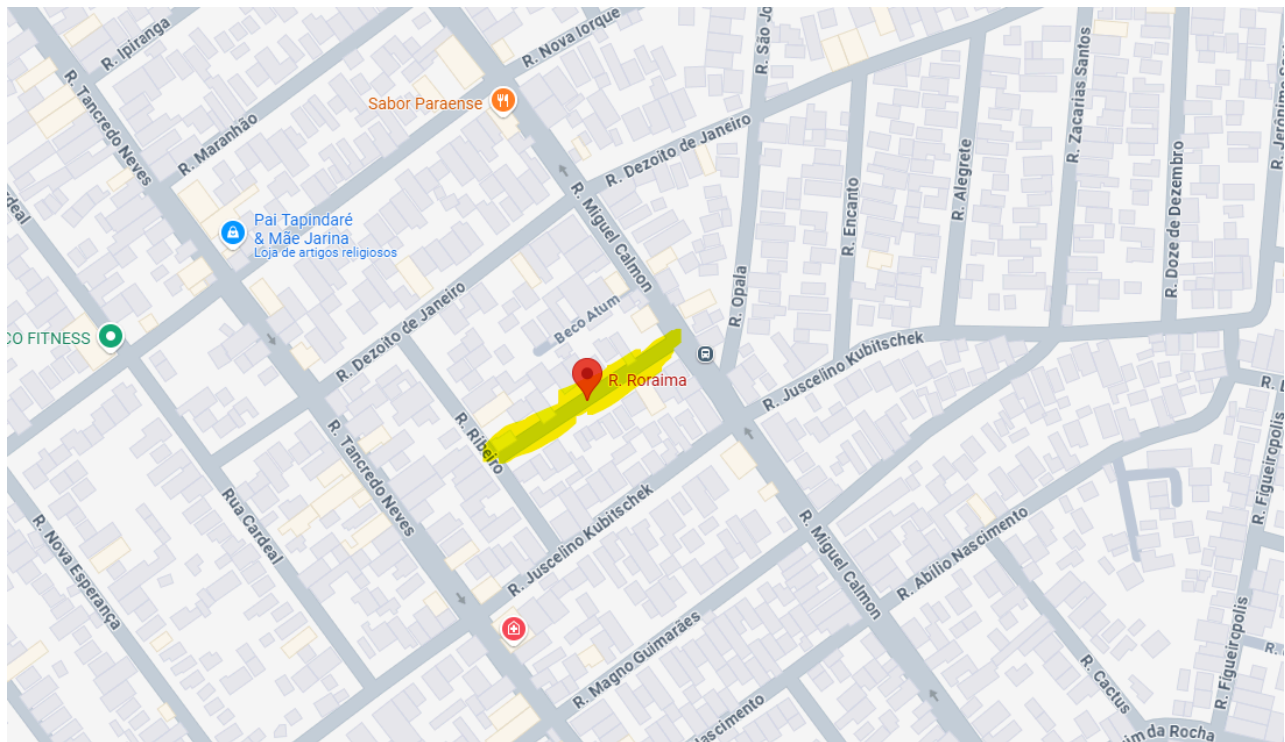 R. Ipiranga
R. Nova Iorque
R. São Jo
R. Zacarias Santos
R. Jerônimo
R. Tancredo Neves
Sabor Paraense
R. Maranhão
R. Dezoito de Janeiro
R. Alegrete
R. Encanto
R. Doze de Dezembro
R. Miguel Calmon
deal
Pai Tapindaré
& Mãe Jarina
Loja de artigos religiosos
R. Opala
Beco Atum
R. Dezoito de Janeiro
CO FITNESS
R. Juscelino Kubitschek
R. Roraima
R. Ribeiro
R. Tancredo Neves
Rua Cardeal
R. Nova Esperança
R. Juscelino Kubitschek
R. Miguel Calmon
R. Abílio Nascimento
R. Figueiropolis
R. Magno Guimarães
R. Cactus
R. Figueiropolis
ascimento
im da Rocha